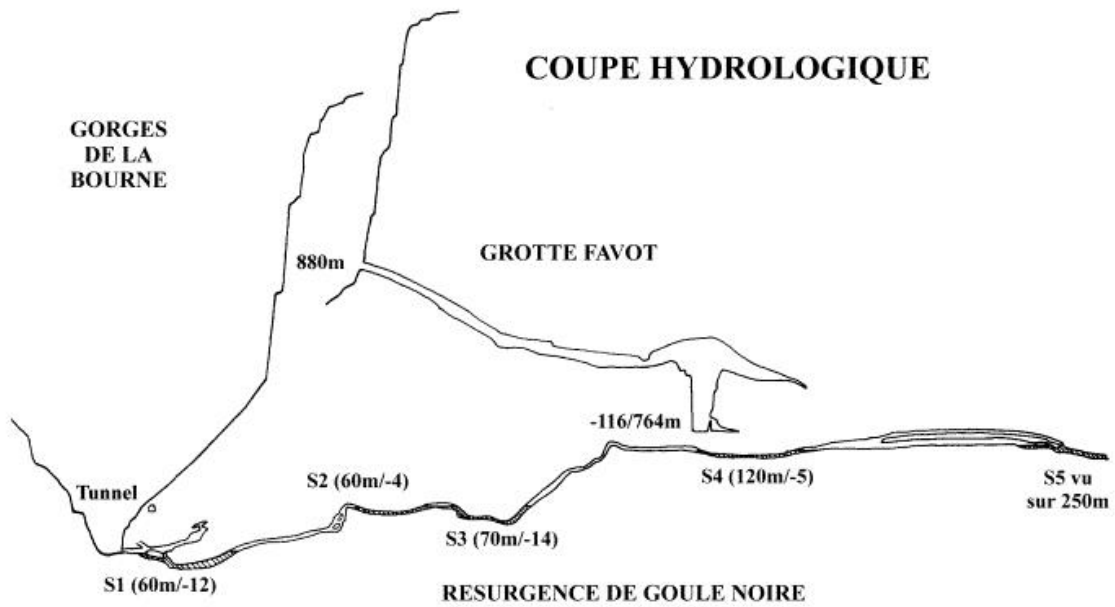 COUPE HYDROLOGIQUE
GORGES
DE LA
BOURNE
880m
GROTTE FAVOT
-116/764m
Tunnel
S2 (60m/-4)
S4 (120m/-5)
S5 vu
sur 250m
S3 (70m/-14)
S1 (60m/-12)
RESURGENCE DE GOULE NOIRE